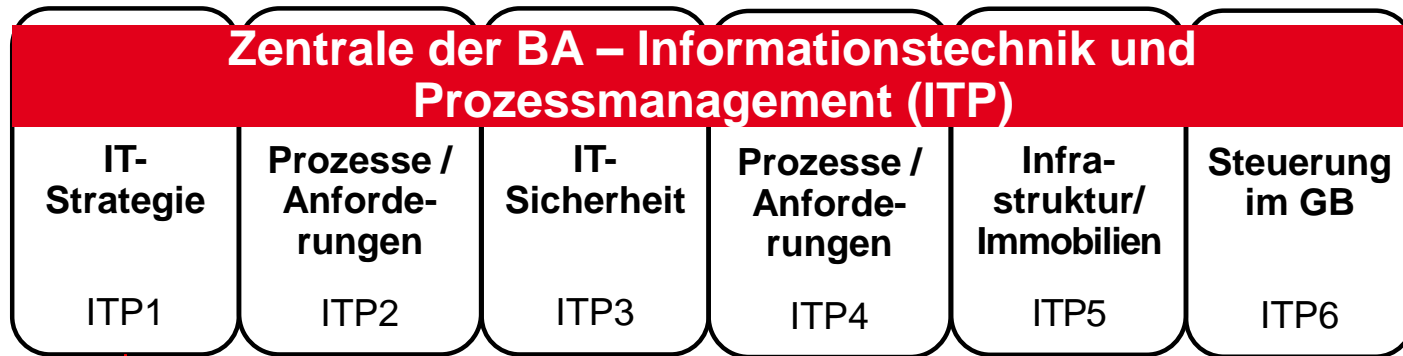 Zentrale der BA – Informationstechnik und
Prozessmanagement (ITP)
IT-
Strategie
ITP1
Prozesse /
Anforde-
rungen
ITP2
IT-
Sicherheit
ITP3
Prozesse /
Anforde-
rungen
ITP4
Infra-
struktur/
Immobilien
ITP5
Steuerung
im GB
ITP6